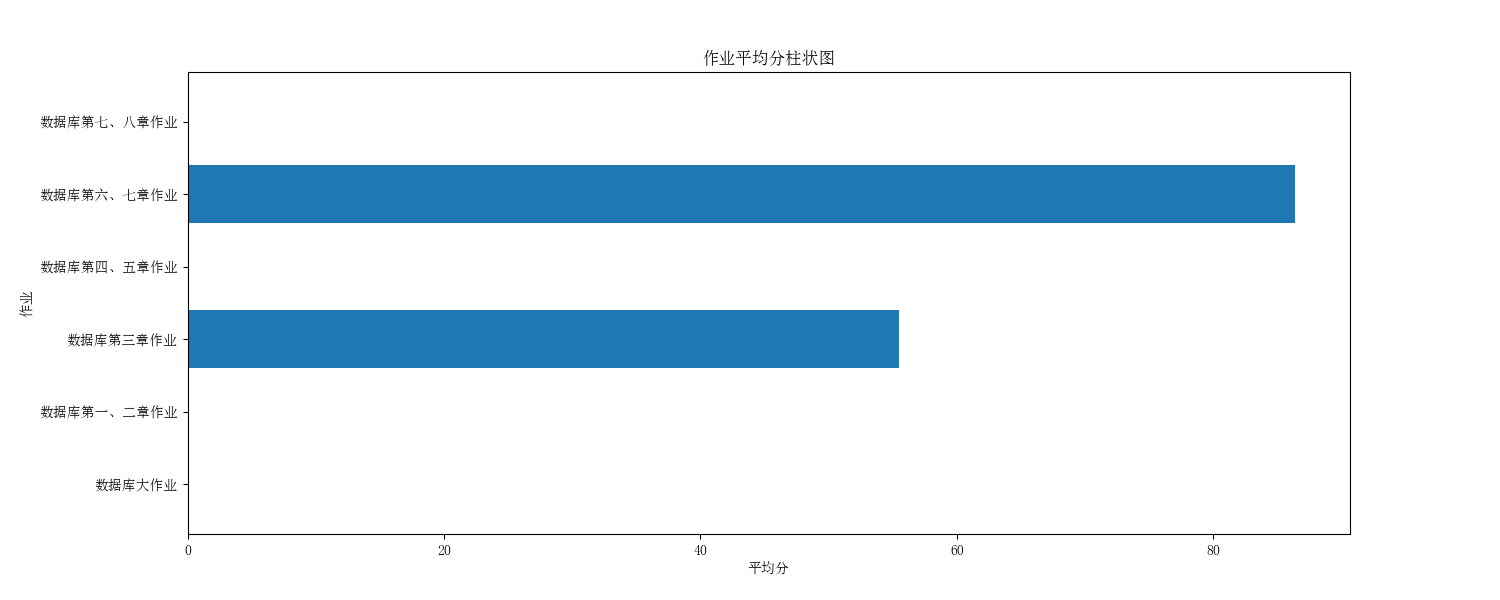 作业平均分柱状图
数据库第七、八章作业
数据库第六、七章作业
数据库第四、五章作业
数据库第三章作业
数据库第一、二章作业
数据库大作业
作业
0 20 40 60 80
平均分